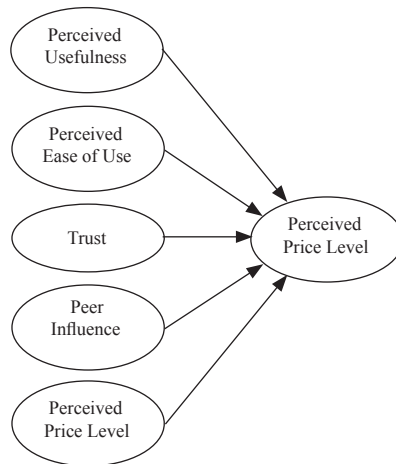 Perceived
Usefulness
Perceived
Ease of Use
Trust
Perceived
Price Level
Peer
Influence
Perceived
Price Level